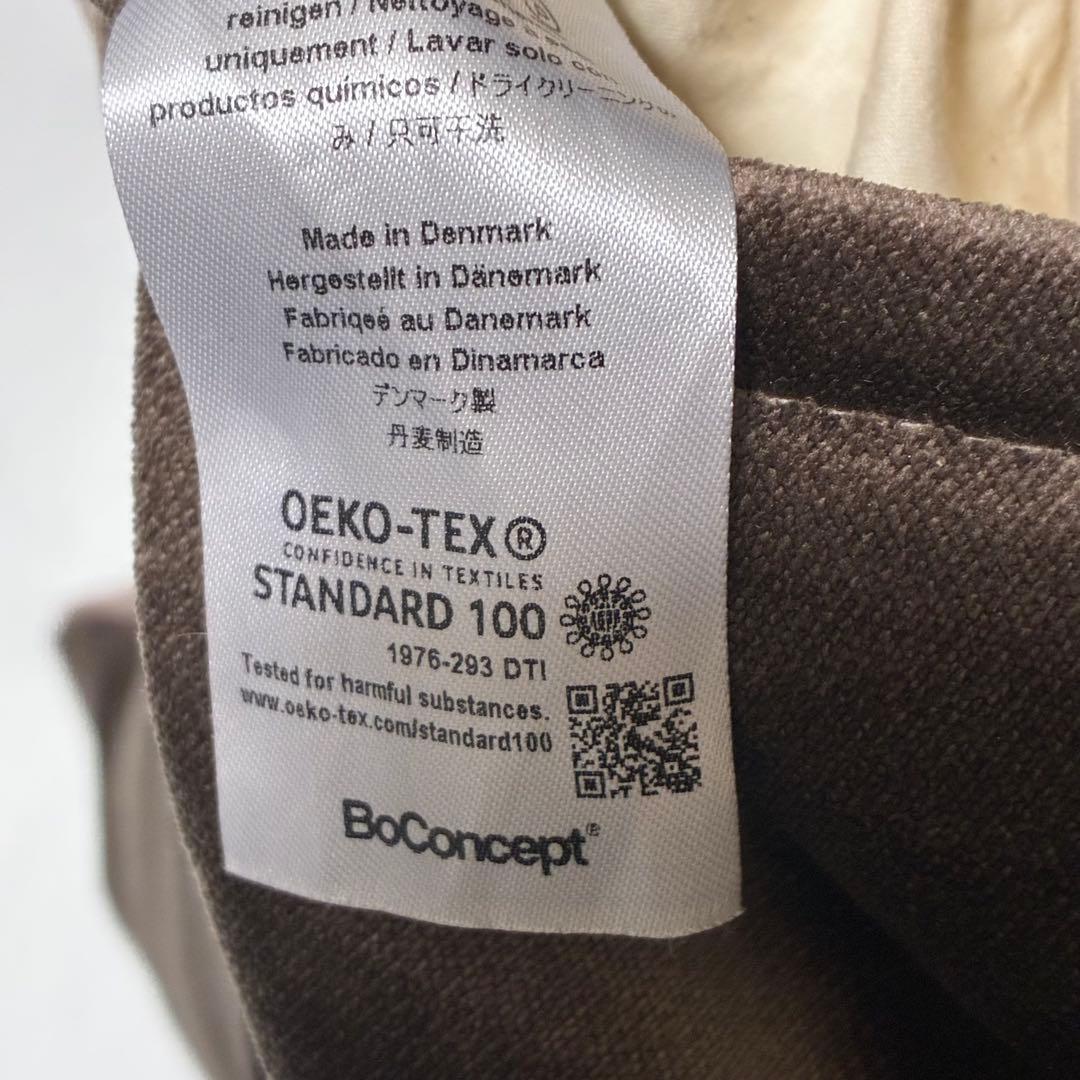 reinigen / Nettoyage à sec
uniquement / Lavar solo con
productos químicos / ドライクリーニングの
み / 只可干洗
Made in Denmark
Hergestellt in Dänemark
Fabriqeé au Danemark
Fabricado en Dinamarca
デンマーク製
丹麦制造
OEKO-TEX®
CONFIDENCE IN TEXTILES
STANDARD 100
1976-293 DTI
Tested for harmful substances.
www.oeko-tex.com/standard100
BoConcept®